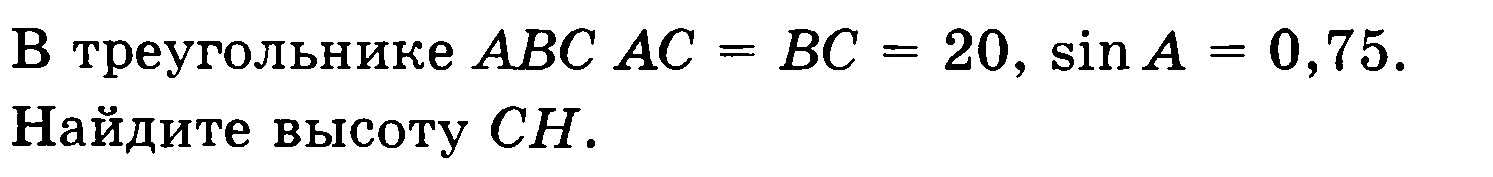 В треугольнике ABC AC = BC = 20, sin A = 0,75.
Найдите высоту CH.